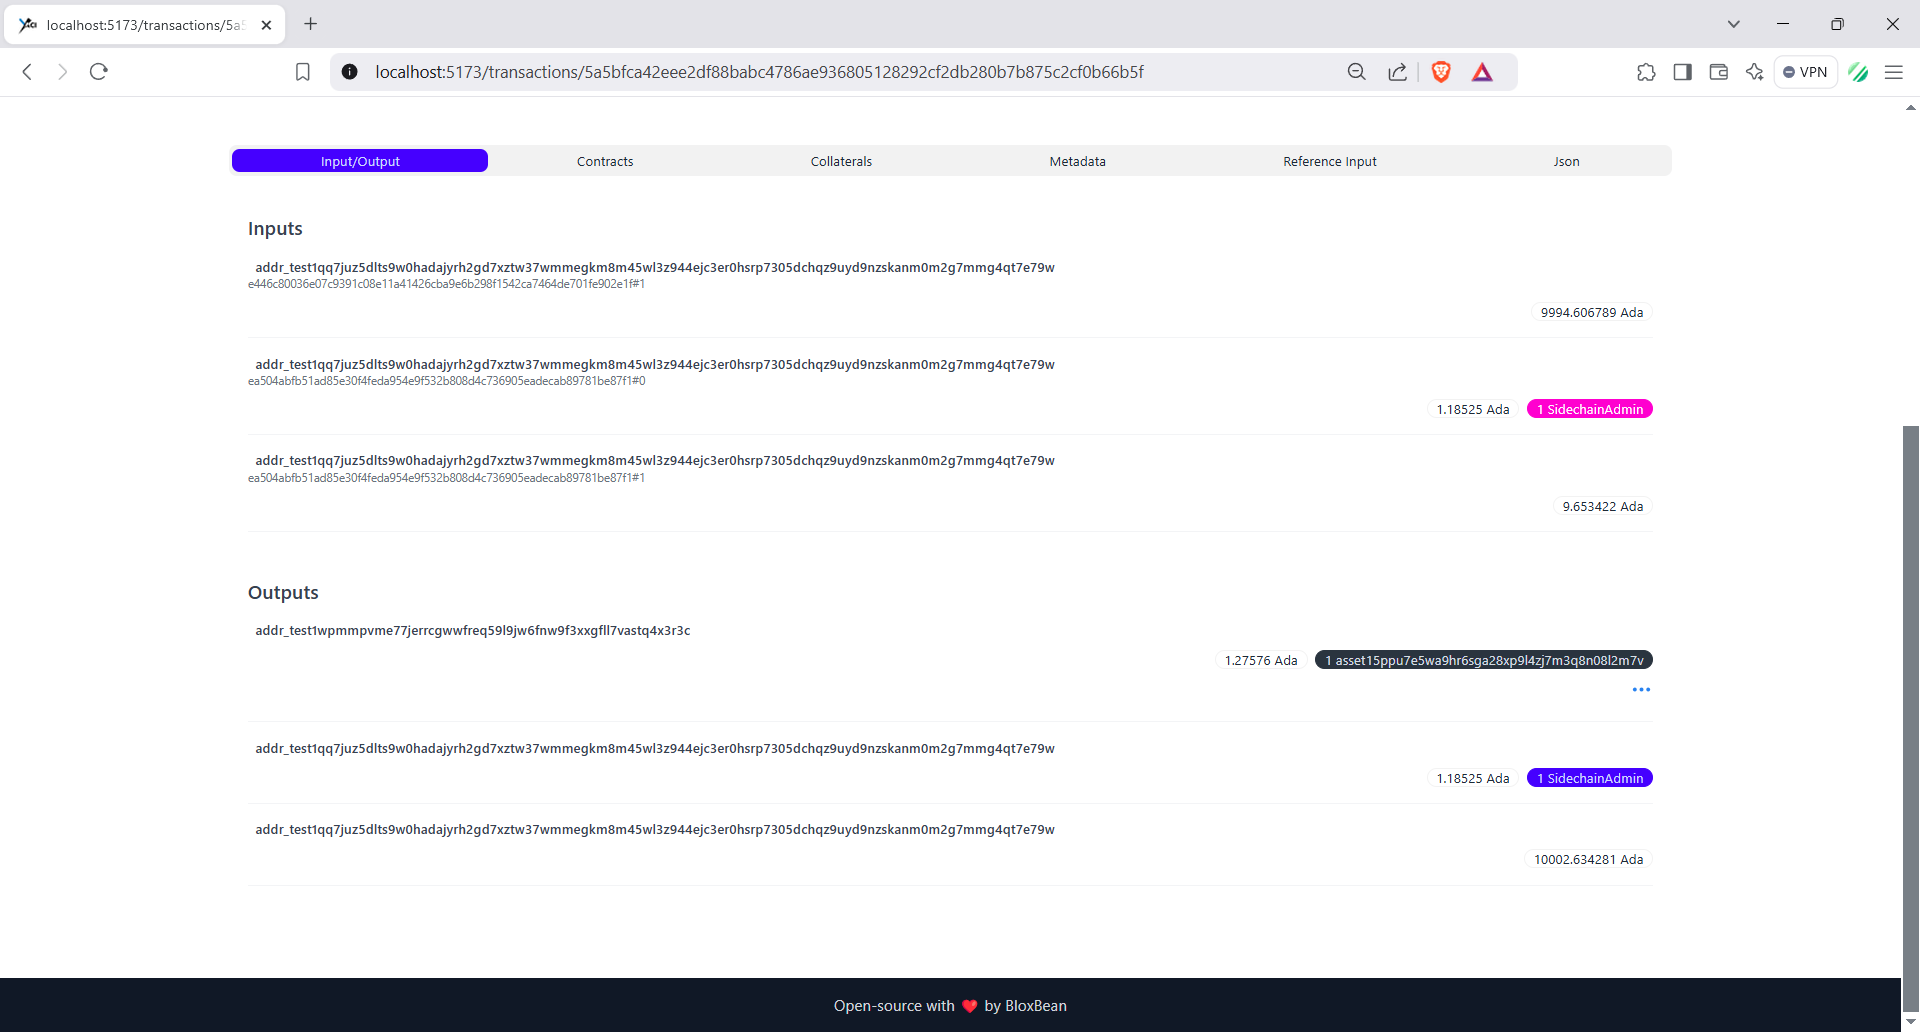 localhost:5173/transactions/5a5
localhost:5173/transactions/5a5bfca42eee2df88babc4786ae936805128292cf2db280b7b875c2cf0b66b5f
VPN
Input/Output Contracts Collaterals Metadata Reference Input Json
Inputs
addr_test1qq7juz5dlts9w0hadajyrh2gd7xztw37wmmegkm8m45wl3z944ejc3er0hsrp7305dchqz9uyd9nzskanm0m2g7mmg4qt7e79w
e446c80036e07c9391c08e11a41426cba9e6b298f1542ca7464de701fe902e1f#1
9994.606789 Ada
addr_test1qq7juz5dlts9w0hadajyrh2gd7xztw37wmmegkm8m45wl3z944ejc3er0hsrp7305dchqz9uyd9nzskanm0m2g7mmg4qt7e79w
ea504abfb51ad85e30f4feda954e9f532b808d4c736905eadecab89781be87f1#0
1.18525 Ada 1 SidechainAdmin
addr_test1qq7juz5dlts9w0hadajyrh2gd7xztw37wmmegkm8m45wl3z944ejc3er0hsrp7305dchqz9uyd9nzskanm0m2g7mmg4qt7e79w
ea504abfb51ad85e30f4feda954e9f532b808d4c736905eadecab89781be87f1#1
9.653422 Ada
Outputs
addr_test1wpmmpvme77jerrcgwwfreq59l9jw6fnw9f3xxgfll7vastq4x3r3c
1.27576 Ada 1 asset15ppu7e5wa9hr6sga28xp9l4zj7m3q8n08l2m7v
addr_test1qq7juz5dlts9w0hadajyrh2gd7xztw37wmmegkm8m45wl3z944ejc3er0hsrp7305dchqz9uyd9nzskanm0m2g7mmg4qt7e79w
1.18525 Ada 1 SidechainAdmin
addr_test1qq7juz5dlts9w0hadajyrh2gd7xztw37wmmegkm8m45wl3z944ejc3er0hsrp7305dchqz9uyd9nzskanm0m2g7mmg4qt7e79w
10002.634281 Ada
Open-source with ❤️ by BloxBean